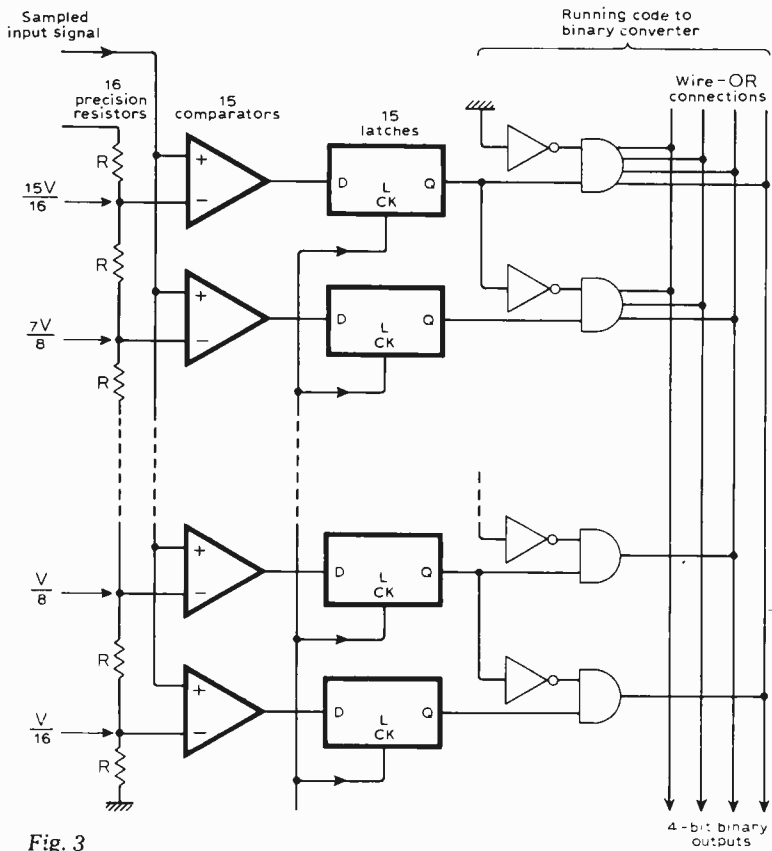 Sampled
input signal
Running code to
binary converter
16
precision
resistors
15
comparators
15
latches
Wire-OR
connections
R
+
−
D L Q
CK
15V
16
R
+
−
D L Q
CK
7V
8
R
+
−
D L Q
CK
V
8
R
+
−
D L Q
CK
V
16
R
4-bit binary
outputs
Fig. 3